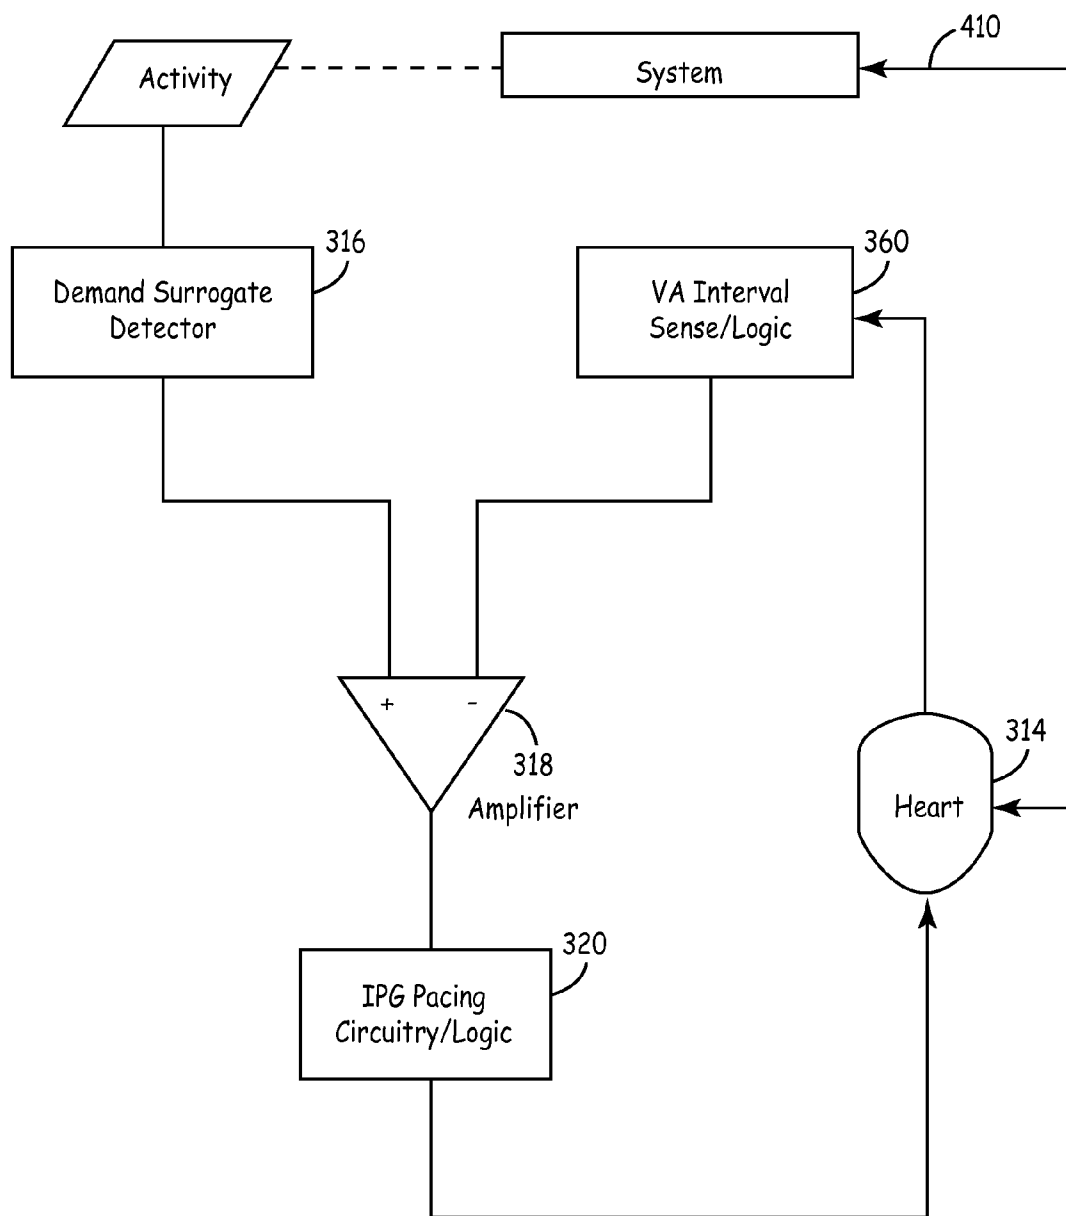 410
Activity
System
316
360
Demand Surrogate
Detector
VA Interval
Sense/Logic
+ -
318
Amplifier
314
Heart
320
IPG Pacing
Circuitry/Logic